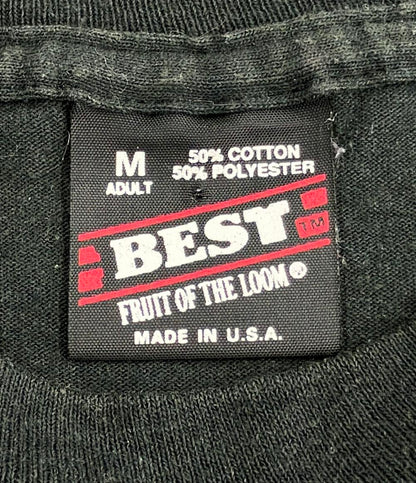 M
ADULT
50% COTTON
50% POLYESTER
BEST TM
FRUIT OF THE LOOM®
MADE IN U.S.A.